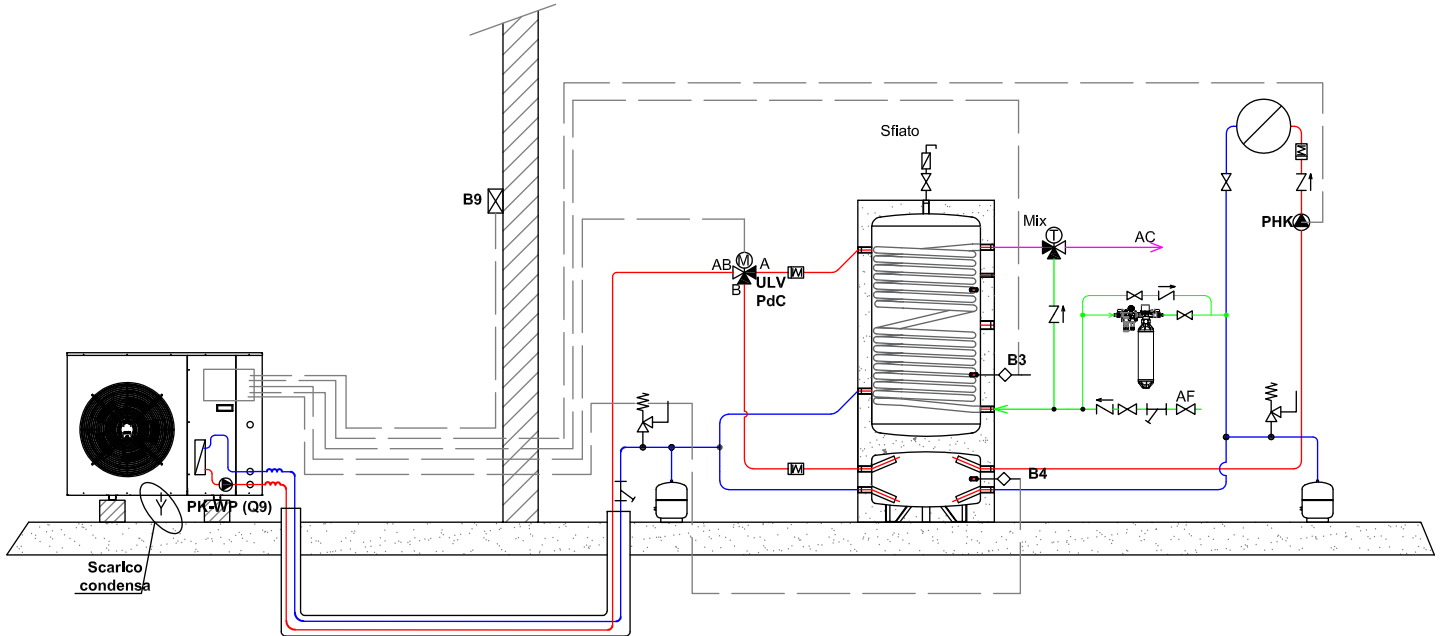 Sfiato
B9
Mix
T
AC
PHK
M
AB
A
B
ULV
PdC
B3
AF
B4
PK-WP (Q9)
Scarico
condensa